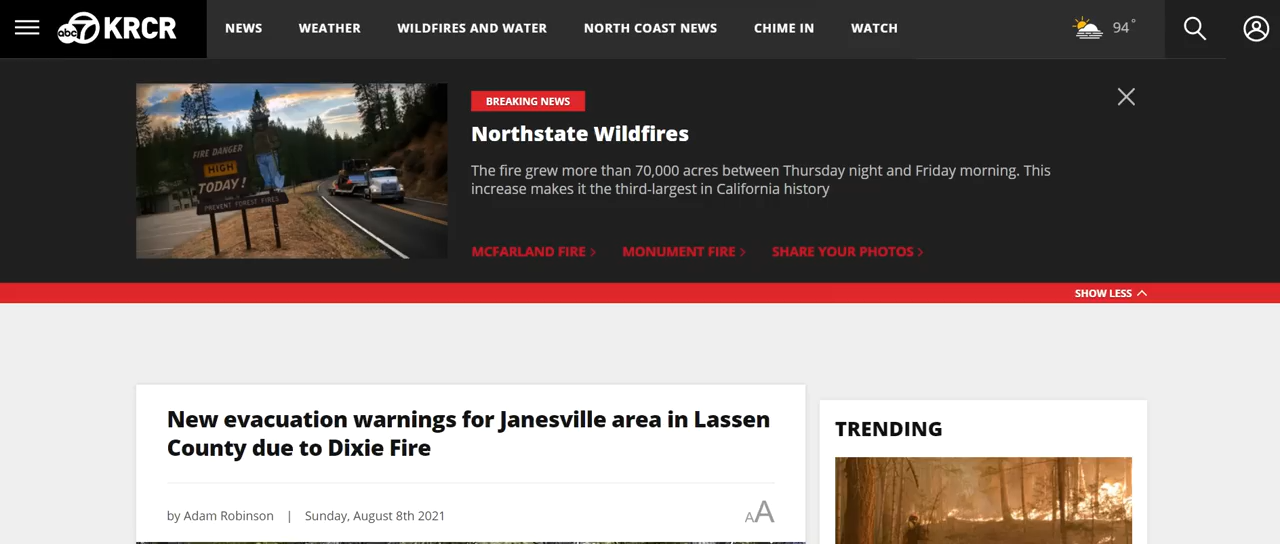 abc 7 KRCR
NEWS WEATHER WILDFIRES AND WATER NORTH COAST NEWS CHIME IN WATCH 94°
FIRE DANGER
HIGH
TODAY!
PREVENT FOREST FIRES
BREAKING NEWS
Northstate Wildfires
The fire grew more than 70,000 acres between Thursday night and Friday morning. This
increase makes it the third-largest in California history
MCFARLAND FIRE > MONUMENT FIRE > SHARE YOUR PHOTOS >
SHOW LESS
New evacuation warnings for Janesville area in Lassen
County due to Dixie Fire
by Adam Robinson | Sunday, August 8th 2021
AA
TRENDING